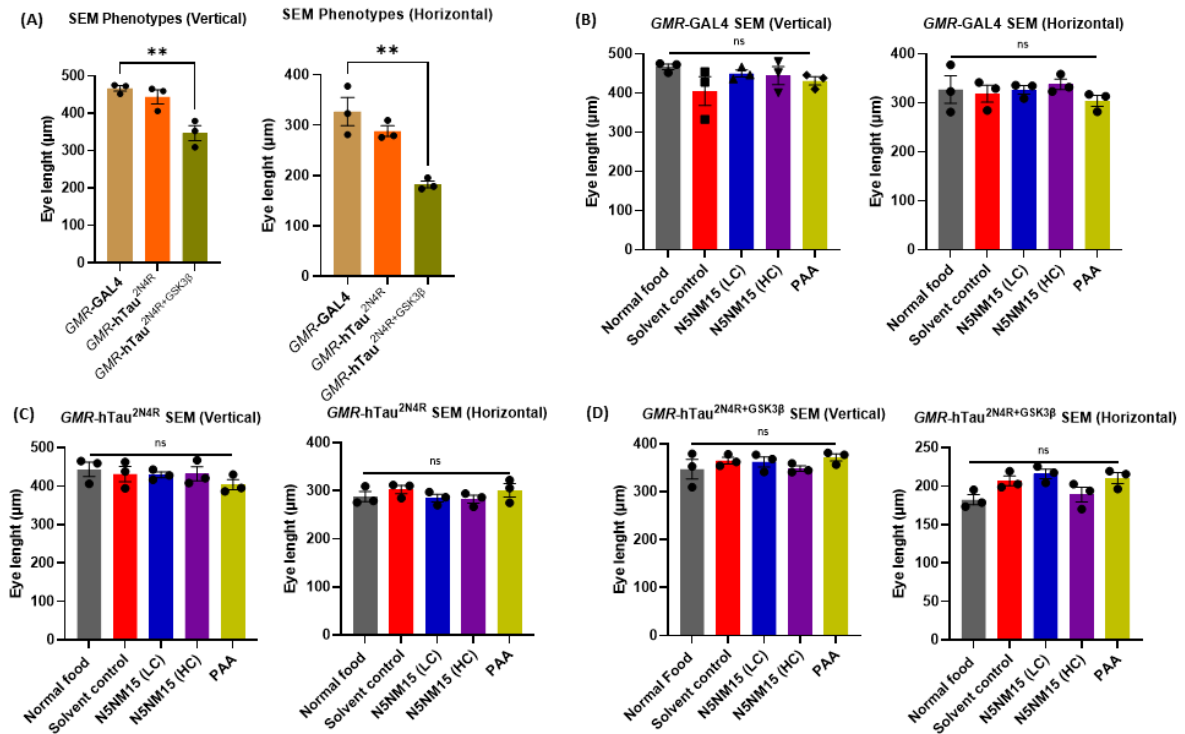 (A)
SEM Phenotypes (Vertical)
**
Eye lenght (µm)
500
400
300
200
100
0
GMR-GAL4
GMR-hTau2N4R
GMR-hTau2N4R+GSK3β
SEM Phenotypes (Horizontal)
**
Eye lenght (µm)
400
300
200
100
0
GMR-GAL4
GMR-hTau2N4R
GMR-hTau2N4R+GSK3β
(B)
GMR-GAL4 SEM (Vertical)
ns
Eye lenght (µm)
500
400
300
200
100
0
Normal food
Solvent control
N5NM15 (LC)
N5NM15 (HC)
PAA
GMR-GAL4 SEM (Horizontal)
ns
Eye lenght (µm)
400
300
200
100
0
Normal food
Solvent control
N5NM15 (LC)
N5NM15 (HC)
PAA
(C)
GMR-hTau2N4R SEM (Vertical)
ns
Eye lenght (µm)
500
400
300
200
100
0
Normal food
Solvent control
N5NM15 (LC)
N5NM15 (HC)
PAA
GMR-hTau2N4R SEM (Horizontal)
ns
Eye lenght (µm)
400
300
200
100
0
Normal food
Solvent control
N5NM15 (LC)
N5NM15 (HC)
PAA
(D)
GMR-hTau2N4R+GSK3β SEM (Vertical)
ns
Eye lenght (µm)
400
300
200
100
0
Normal Food
Solvent control
N5NM15 (LC)
N5NM15 (HC)
PAA
GMR-hTau2N4R+GSK3β SEM (Horizontal)
ns
Eye lenght (µm)
250
200
150
100
50
0
Normal food
Solvent control
N5NM15 (LC)
N5NM15 (HC)
PAA